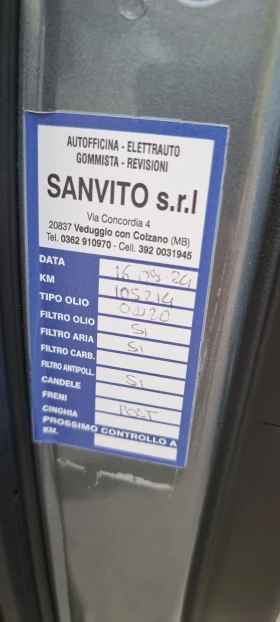 AUTOFFICINA - ELETTRAUTO
GOMMISTA - REVISIONI
SANVITO s.r.l
Via Concordia 4
20837 Veduggio con Colzano (MB)
Tel. 0362 910970 - Cell. 392 0031945
DATA 16-09-24
KM 105214
TIPO OLIO 0W20
FILTRO OLIO SI
FILTRO ARIA SI
FILTRO CARB.
FILTRO ANTIPOLL. SI
CANDELE
FRENI
CINGHIA
PROSSIMO CONTROLLO A
KM.